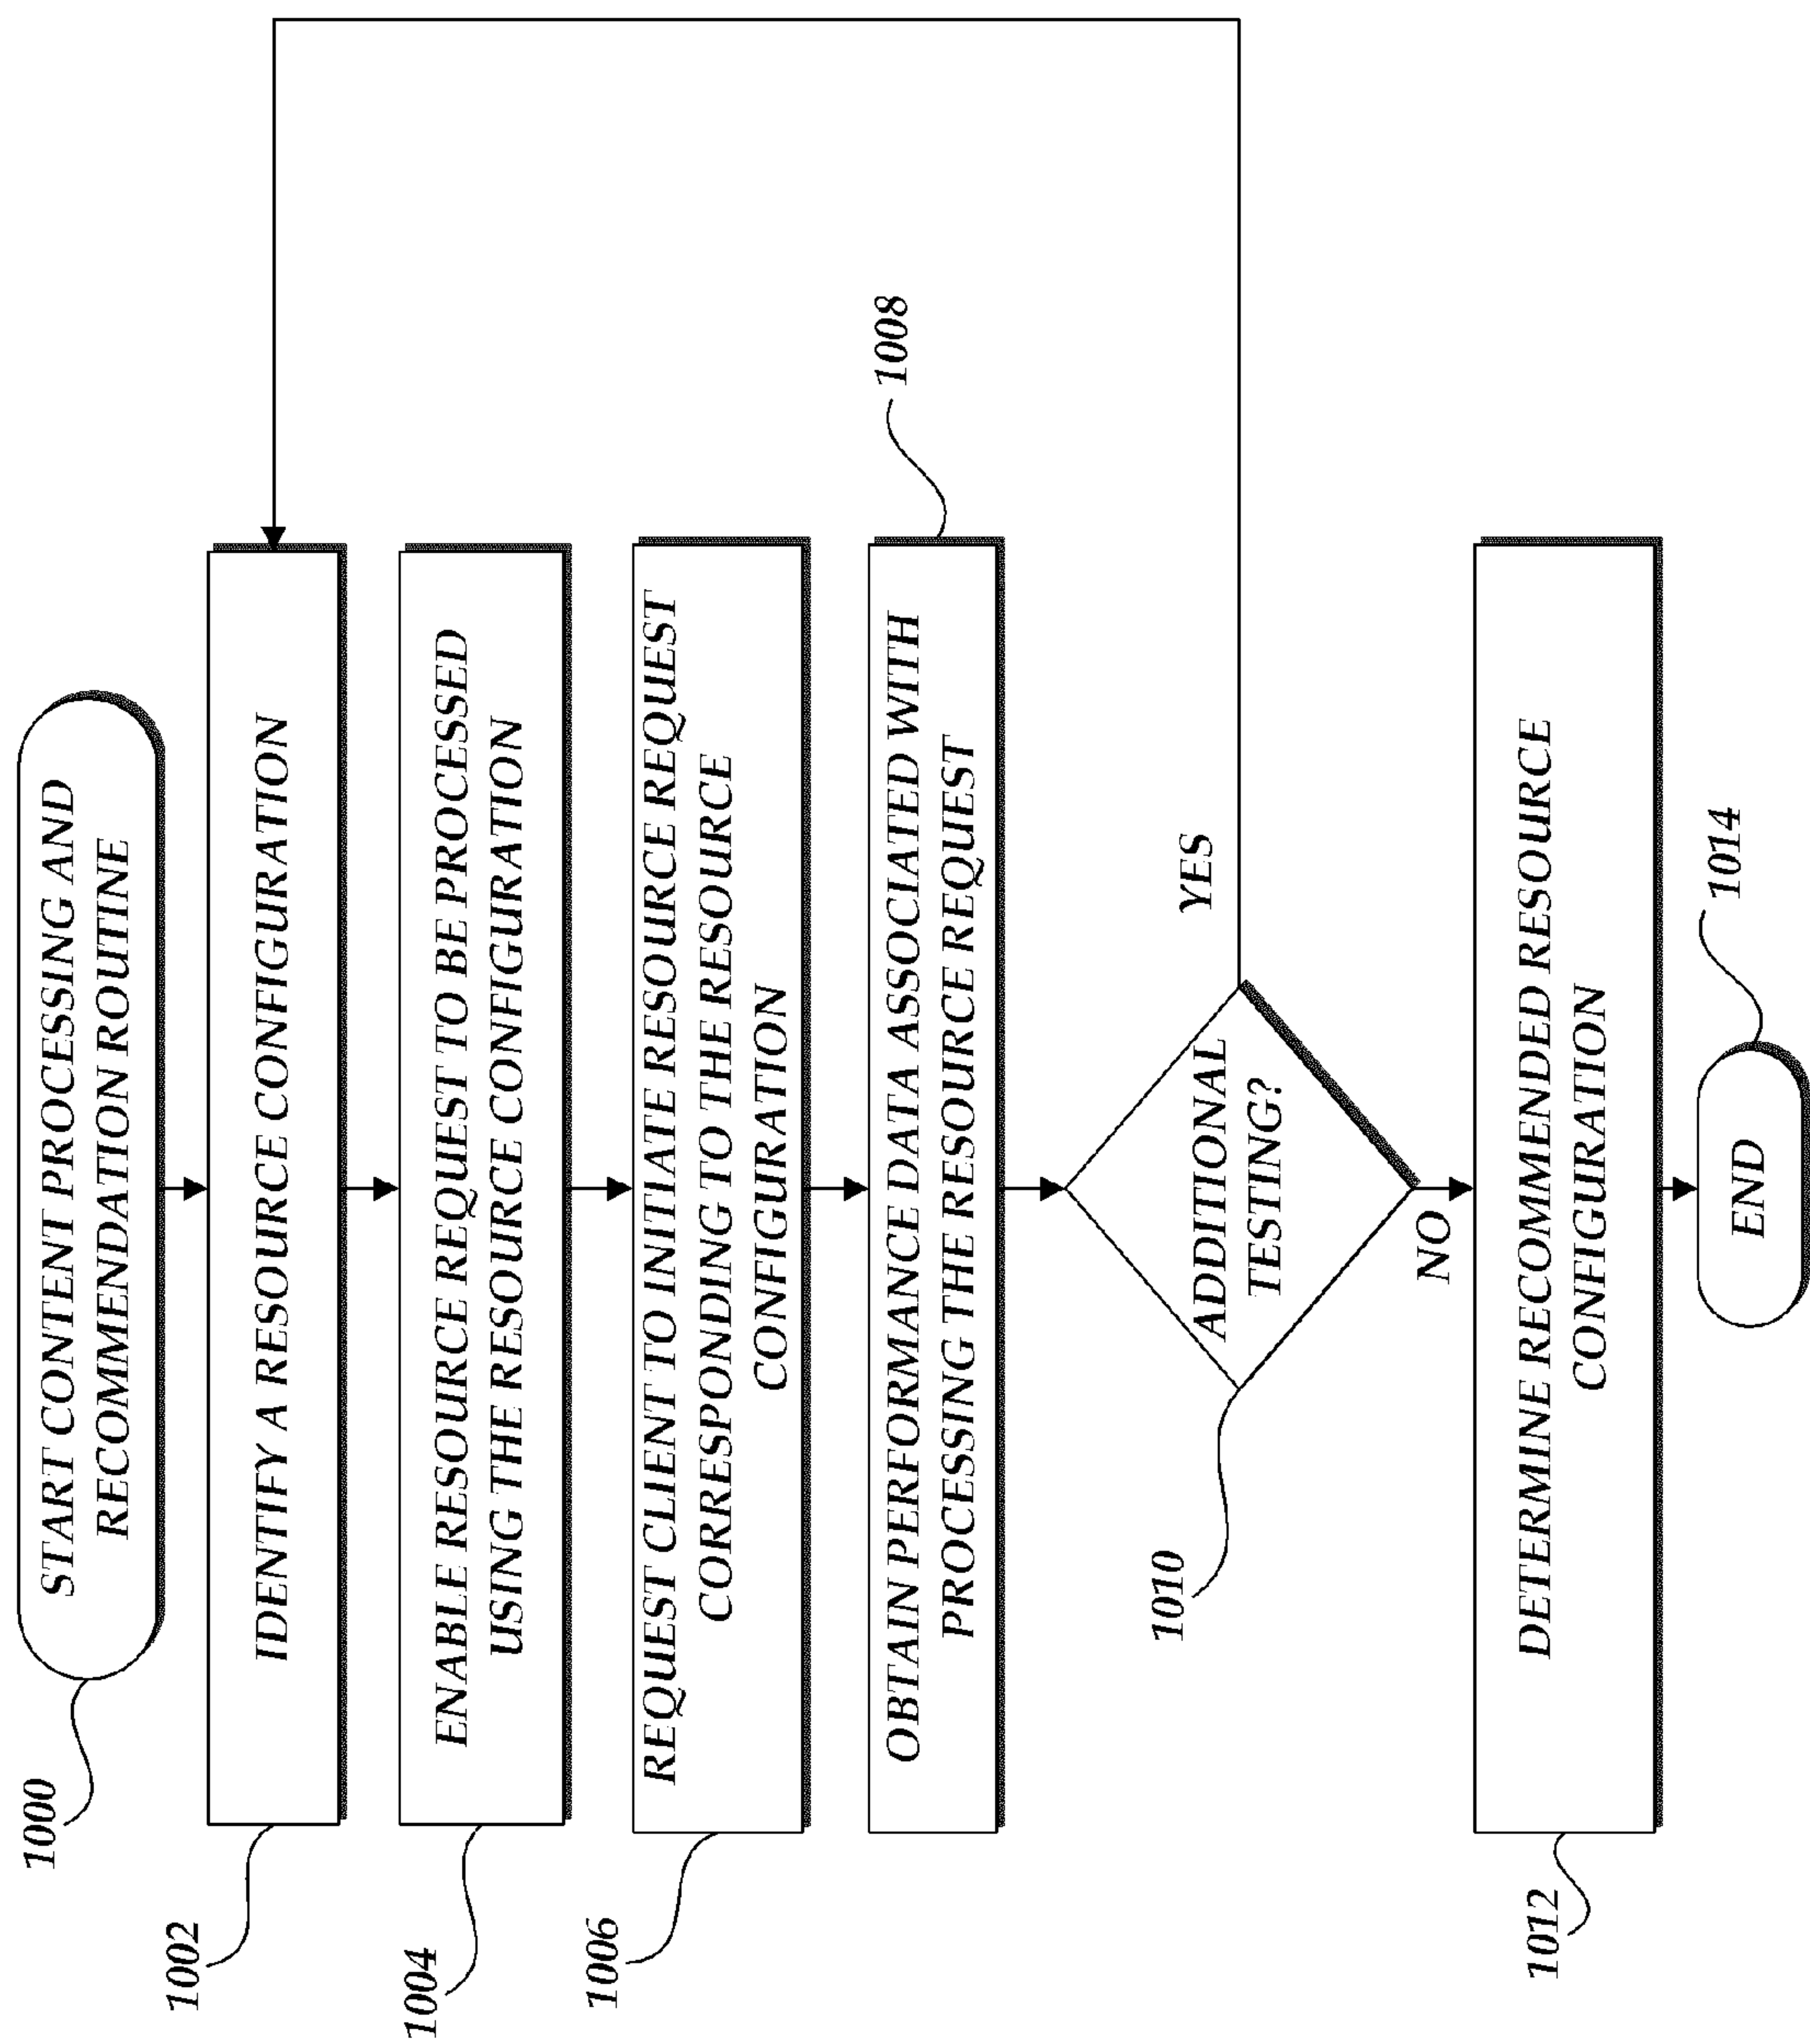 1000
START CONTENT PROCESSING AND
RECOMMENDATION ROUTINE
1002
IDENTIFY A RESOURCE CONFIGURATION
1004
ENABLE RESOURCE REQUEST TO BE PROCESSED
USING THE RESOURCE CONFIGURATION
1006
REQUEST CLIENT TO INITIATE RESOURCE REQUEST
CORRESPONDING TO THE RESOURCE
CONFIGURATION
1008
OBTAIN PERFORMANCE DATA ASSOCIATED WITH
PROCESSING THE RESOURCE REQUEST
1010
ADDITIONAL
TESTING?
YES
NO
1012
DETERMINE RECOMMENDED RESOURCE
CONFIGURATION
1014
END